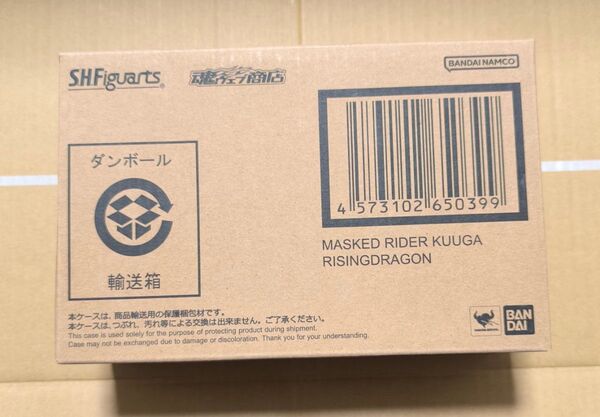 S.H.Figuarts®
魂ウェブ商店
BANDAI NAMCO
ダンボール
輸送箱
4 573102 650399
MASKED RIDER KUUGA
RISINGDRAGON
本ケースは、商品輸送用の保護梱包材です。
本ケースは、つぶれ、汚れ等による交換は出来ません。ご了承ください。
This case is used solely for the purpose of protecting product during shipment.
Case may not be exchanged due to damage or discoloration. Thank you for your understanding.
BAN
DAI